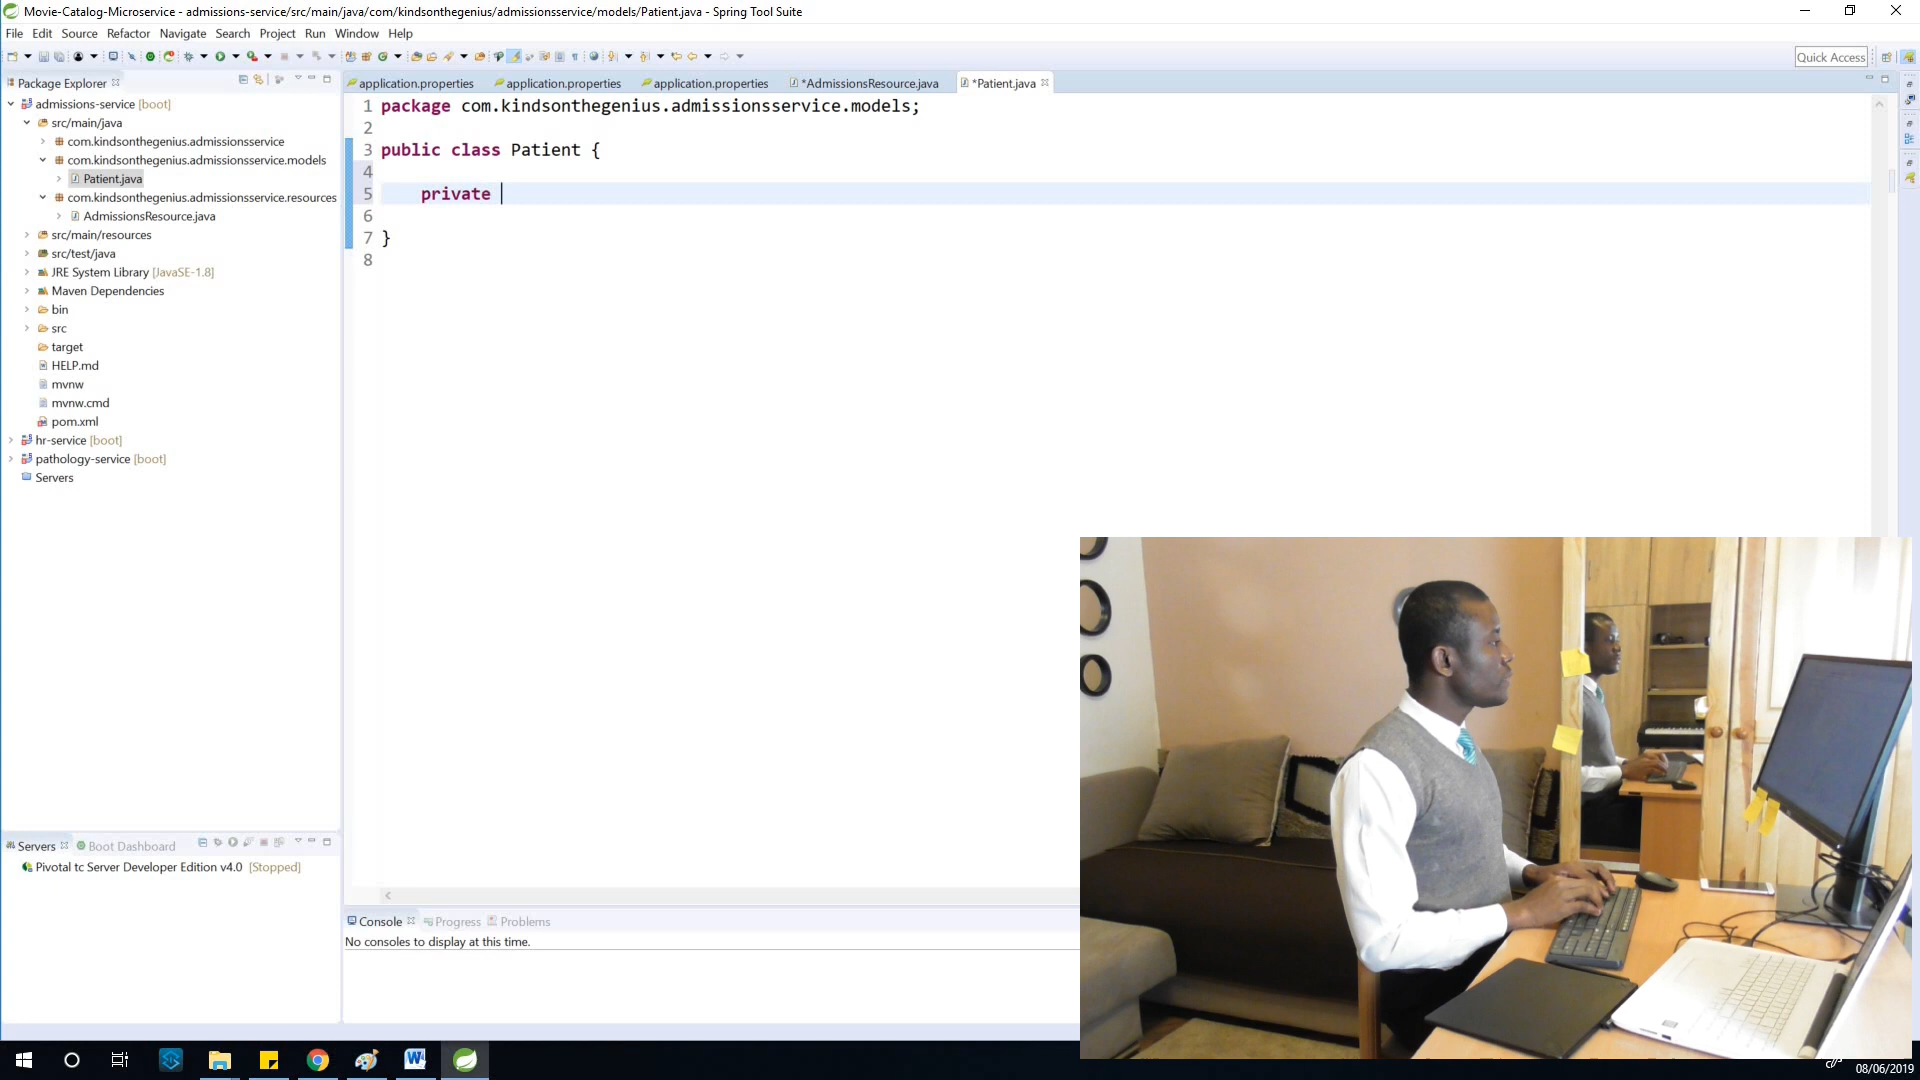 Movie-Catalog-Microservice - admissions-service/src/main/java/com/kindsonthegenius/admissionsservice/models/Patient.java - Spring Tool Suite
File Edit Source Refactor Navigate Search Project Run Window Help
Quick Access
Package Explorer
application.properties application.properties application.properties *AdmissionsResource.java *Patient.java
admissions-service [boot]
src/main/java
com.kindsonthegenius.admissionsservice
com.kindsonthegenius.admissionsservice.models
Patient.java
com.kindsonthegenius.admissionsservice.resources
AdmissionsResource.java
src/main/resources
src/test/java
JRE System Library [JavaSE-1.8]
Maven Dependencies
bin
src
target
HELP.md
mvnw
mvnw.cmd
pom.xml
hr-service [boot]
pathology-service [boot]
Servers
1 package com.kindsonthegenius.admissionsservice.models;
2
3 public class Patient {
4
5 private
6
7 }
8
Servers Boot Dashboard
Pivotal tc Server Developer Edition v4.0 [Stopped]
Console Progress Problems
No consoles to display at this time.
08/06/2019